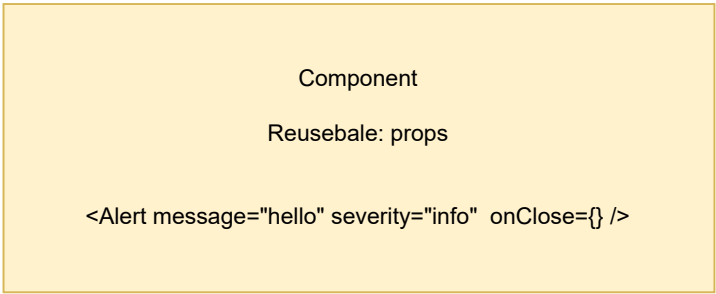 Component
Reusebale: props
<Alert message="hello" severity="info"  onClose={} />